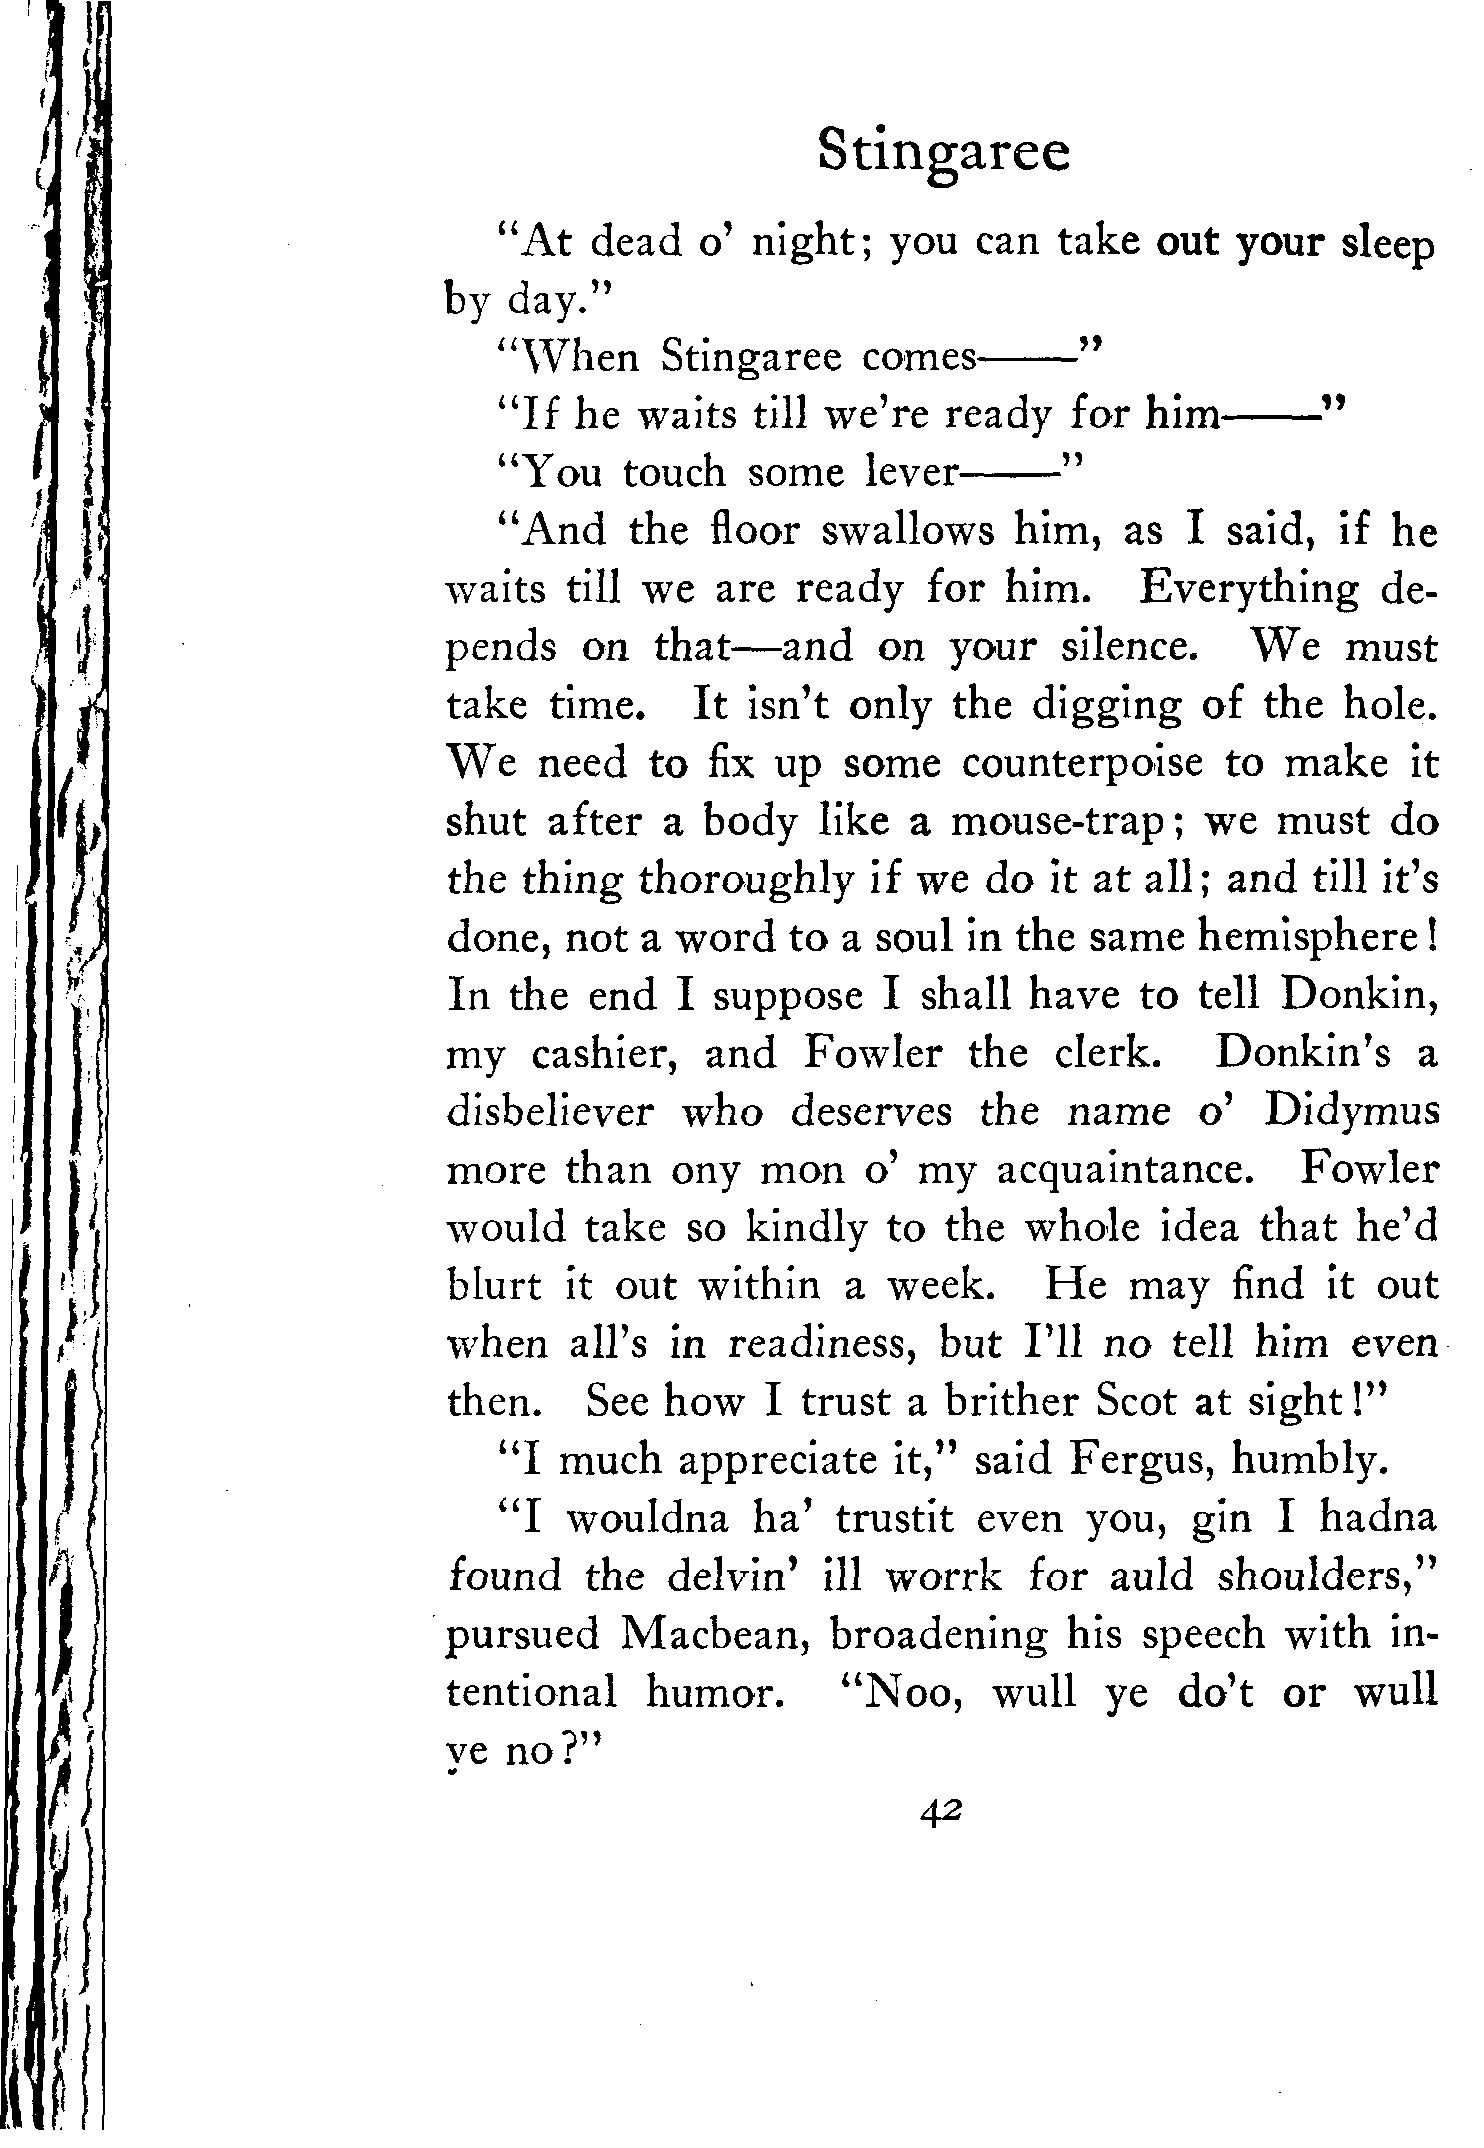 Stingaree
"At dead o' night; you can take out your sleep
by day."
"When Stingaree comes——"
"If he waits till we're ready for him——"
"You touch some lever——"
"And the floor swallows him, as I said, if he
waits till we are ready for him. Everything de-
pends on that—and on your silence. We must
take time. It isn't only the digging of the hole.
We need to fix up some counterpoise to make it
shut after a body like a mouse-trap; we must do
the thing thoroughly if we do it at all; and till it's
done, not a word to a soul in the same hemisphere!
In the end I suppose I shall have to tell Donkin,
my cashier, and Fowler the clerk. Donkin's a
disbeliever who deserves the name o' Didymus
more than ony mon o' my acquaintance. Fowler
would take so kindly to the whole idea that he'd
blurt it out within a week. He may find it out
when all's in readiness, but I'll no tell him even
then. See how I trust a brither Scot at sight!"
"I much appreciate it," said Fergus, humbly.
"I wouldna ha' trustit even you, gin I hadna
found the delvin' ill worrk for auld shoulders,"
pursued Macbean, broadening his speech with in-
tentional humor. "Noo, wull ye do't or wull
ye no?"
42